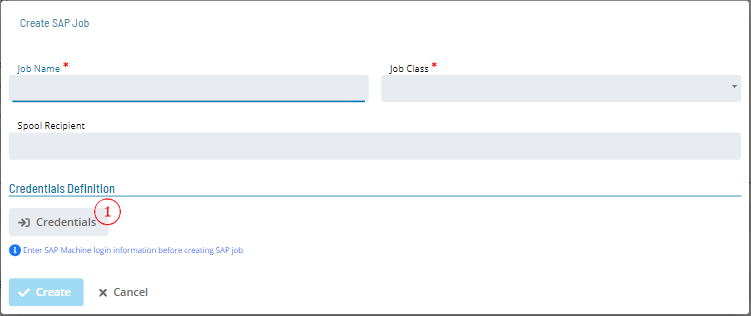 Create SAP Job
Job Name *
Job Class *
Spool Recipient
Credentials Definition
Credentials
1
Enter SAP Machine login information before creating SAP job
Create
Cancel